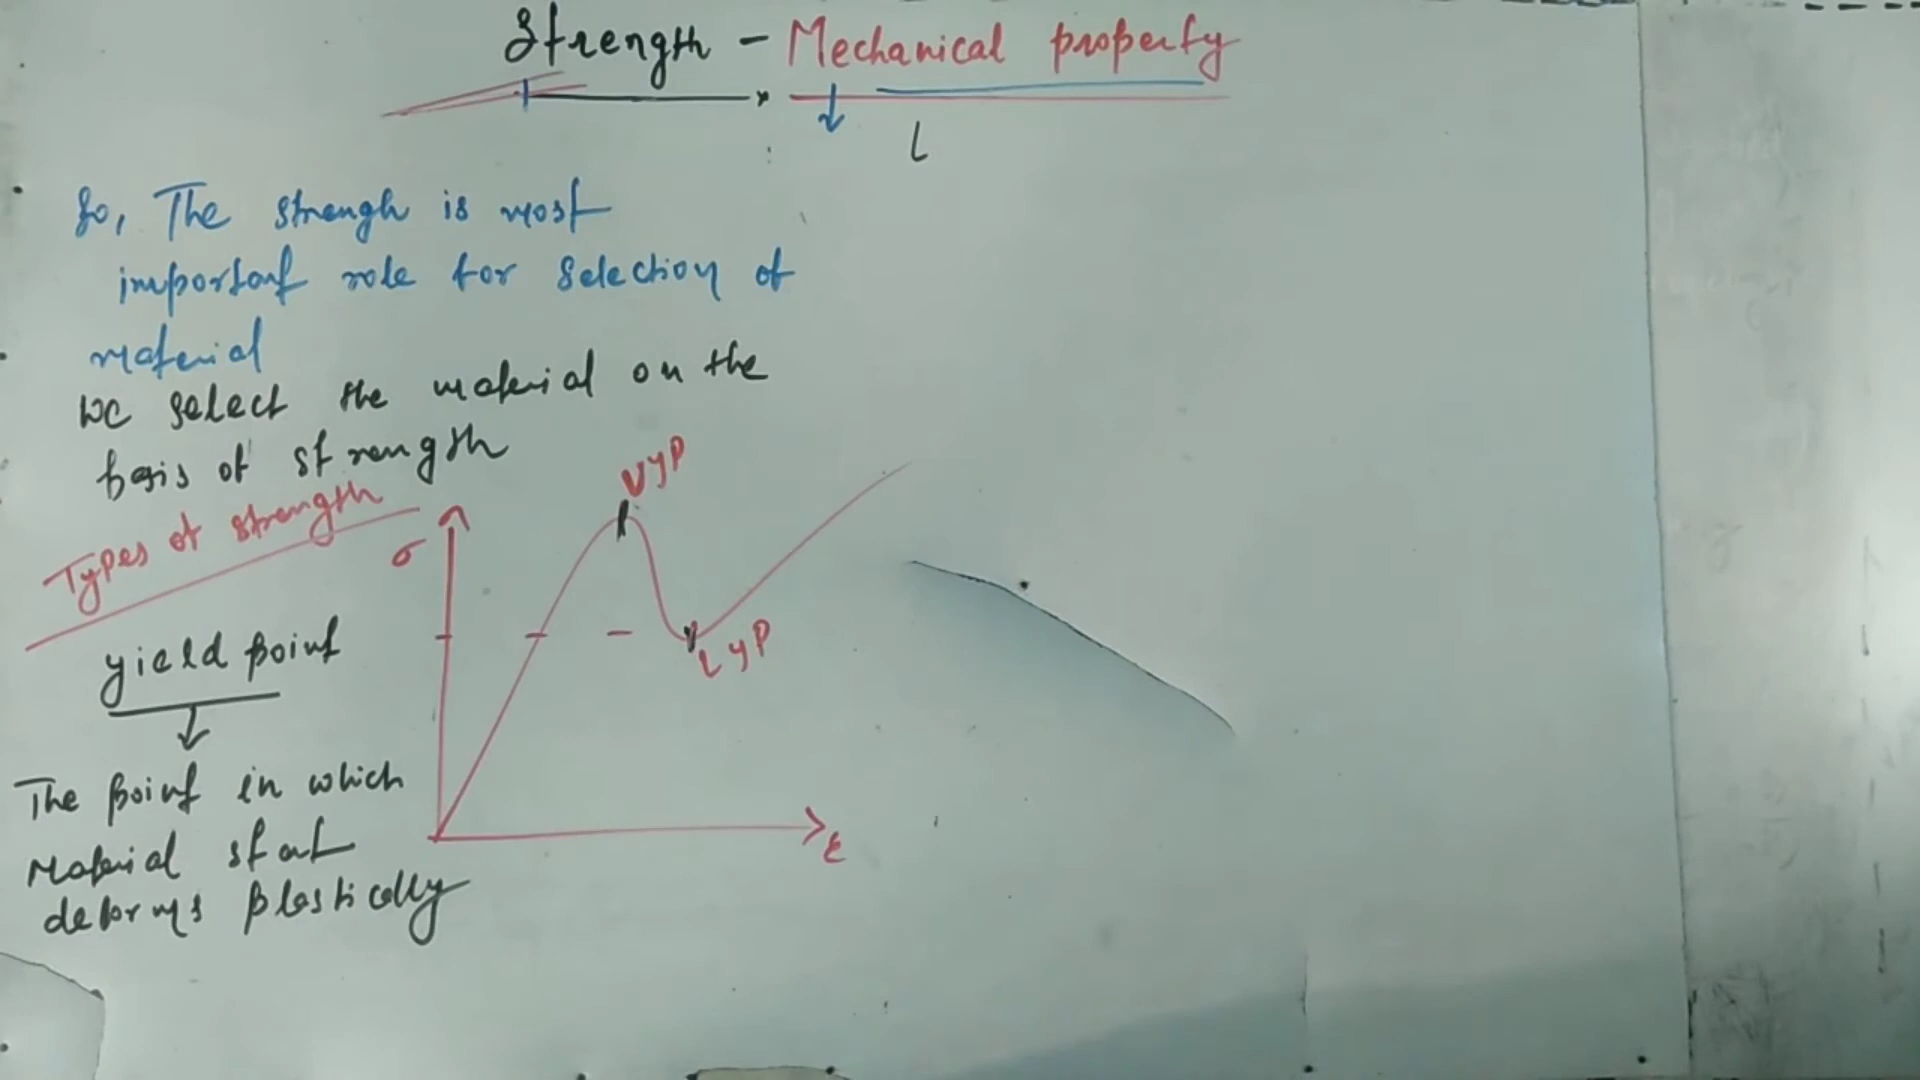 Strength - Mechanical property
L
So, The strengh is most
important role for selection of
material
we select the material on the
basis of strength
Types of strength
yield point
The point in which
Material start
deforms plastically
σ
UYP
LYP
ε